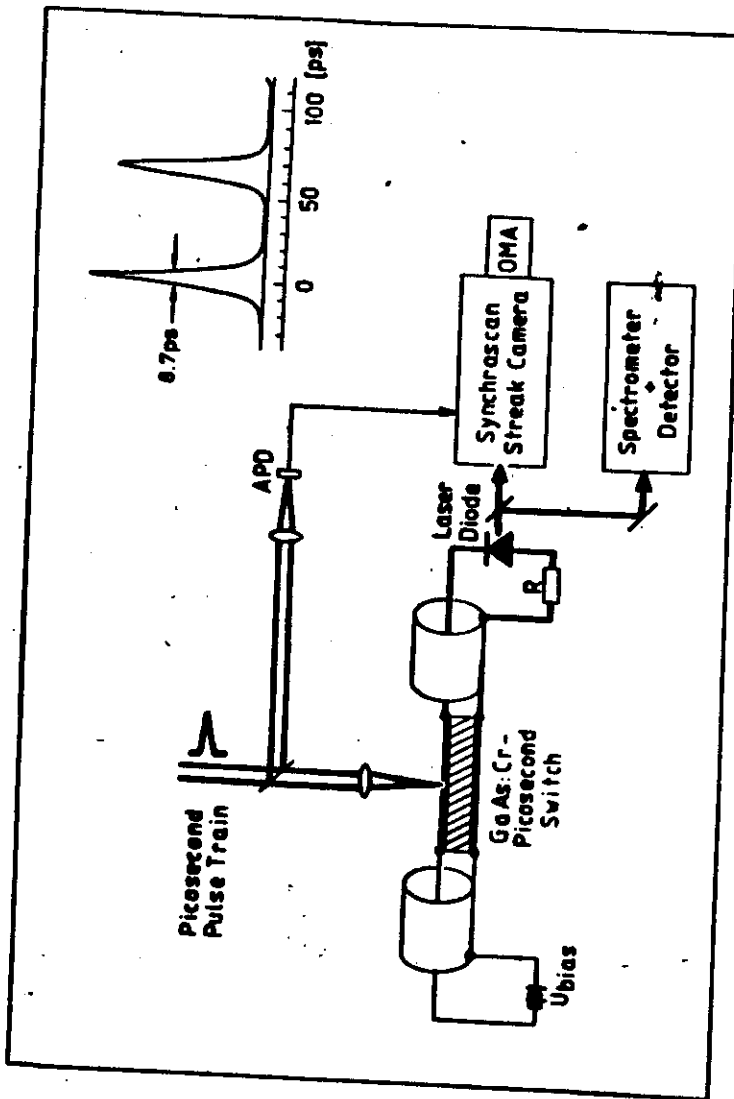 Picosecond
Pulse Train
APD
8.7ps
0
50
100 [ps]
Laser
Diode
Synchroscan
Streak Camera
OMA
Spectrometer
+
Detector
R
GaAs:Cr-
Picosecond
Switch
Ubias